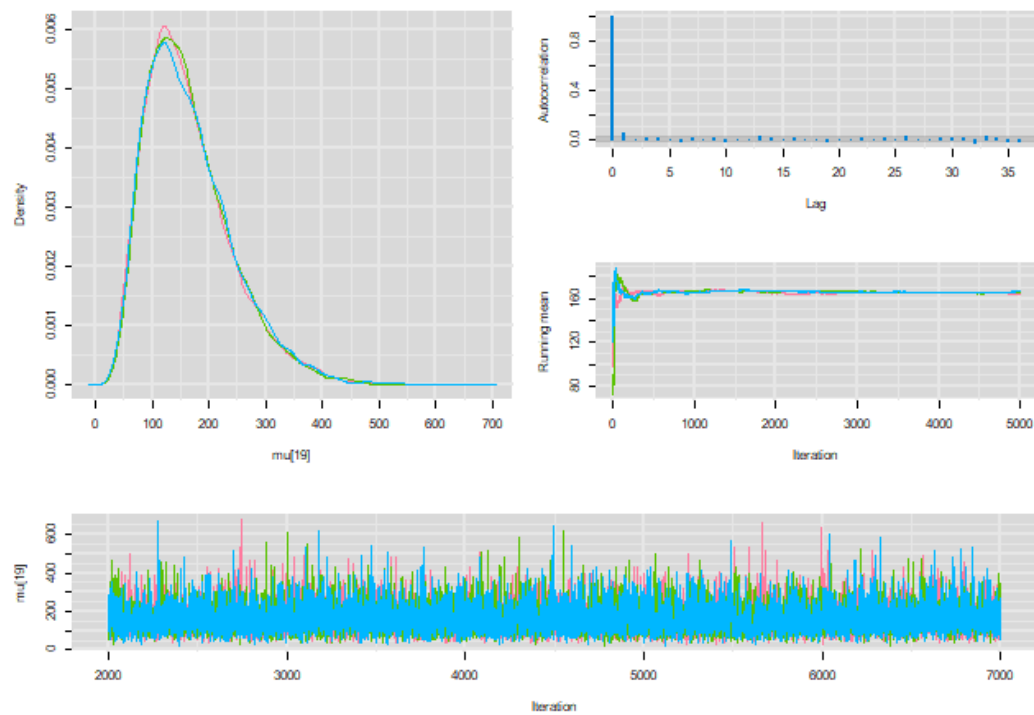 0.006
0.005
0.004
0.003
0.002
0.001
0.000
Density
0 100 200 300 400 500 600 700
mu[19]
0.8
0.4
0.0
Autocorrelation
0 5 10 15 20 25 30 35
Lag
160
120
80
Running mean
0 1000 2000 3000 4000 5000
Iteration
600
400
200
0
mu[19]
2000 3000 4000 5000 6000 7000
Iteration